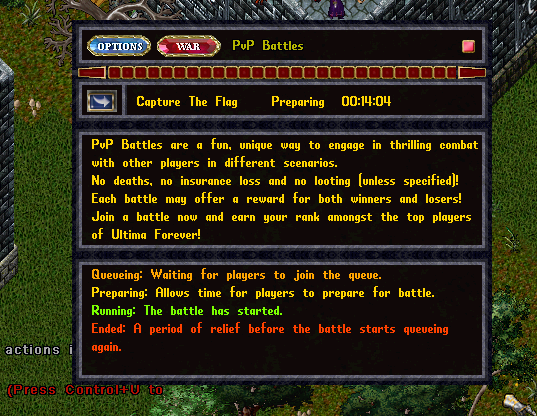 OPTIONS WAR PvP Battles
Capture The Flag Preparing 00:14:04
PvP Battles are a fun, unique way to engage in thrilling combat
with other players in different scenarios.
No deaths, no insurance loss and no looting (unless specified)!
Each battle may offer a reward for both winners and losers!
Join a battle now and earn your rank amongst the top players
of Ultima Forever!
Queueing: Waiting for players to join the queue.
Preparing: Allows time for players to prepare for battle.
Running: The battle has started.
Ended: A period of relief before the battle starts queueing
again.
actions i
(Press Control+U to